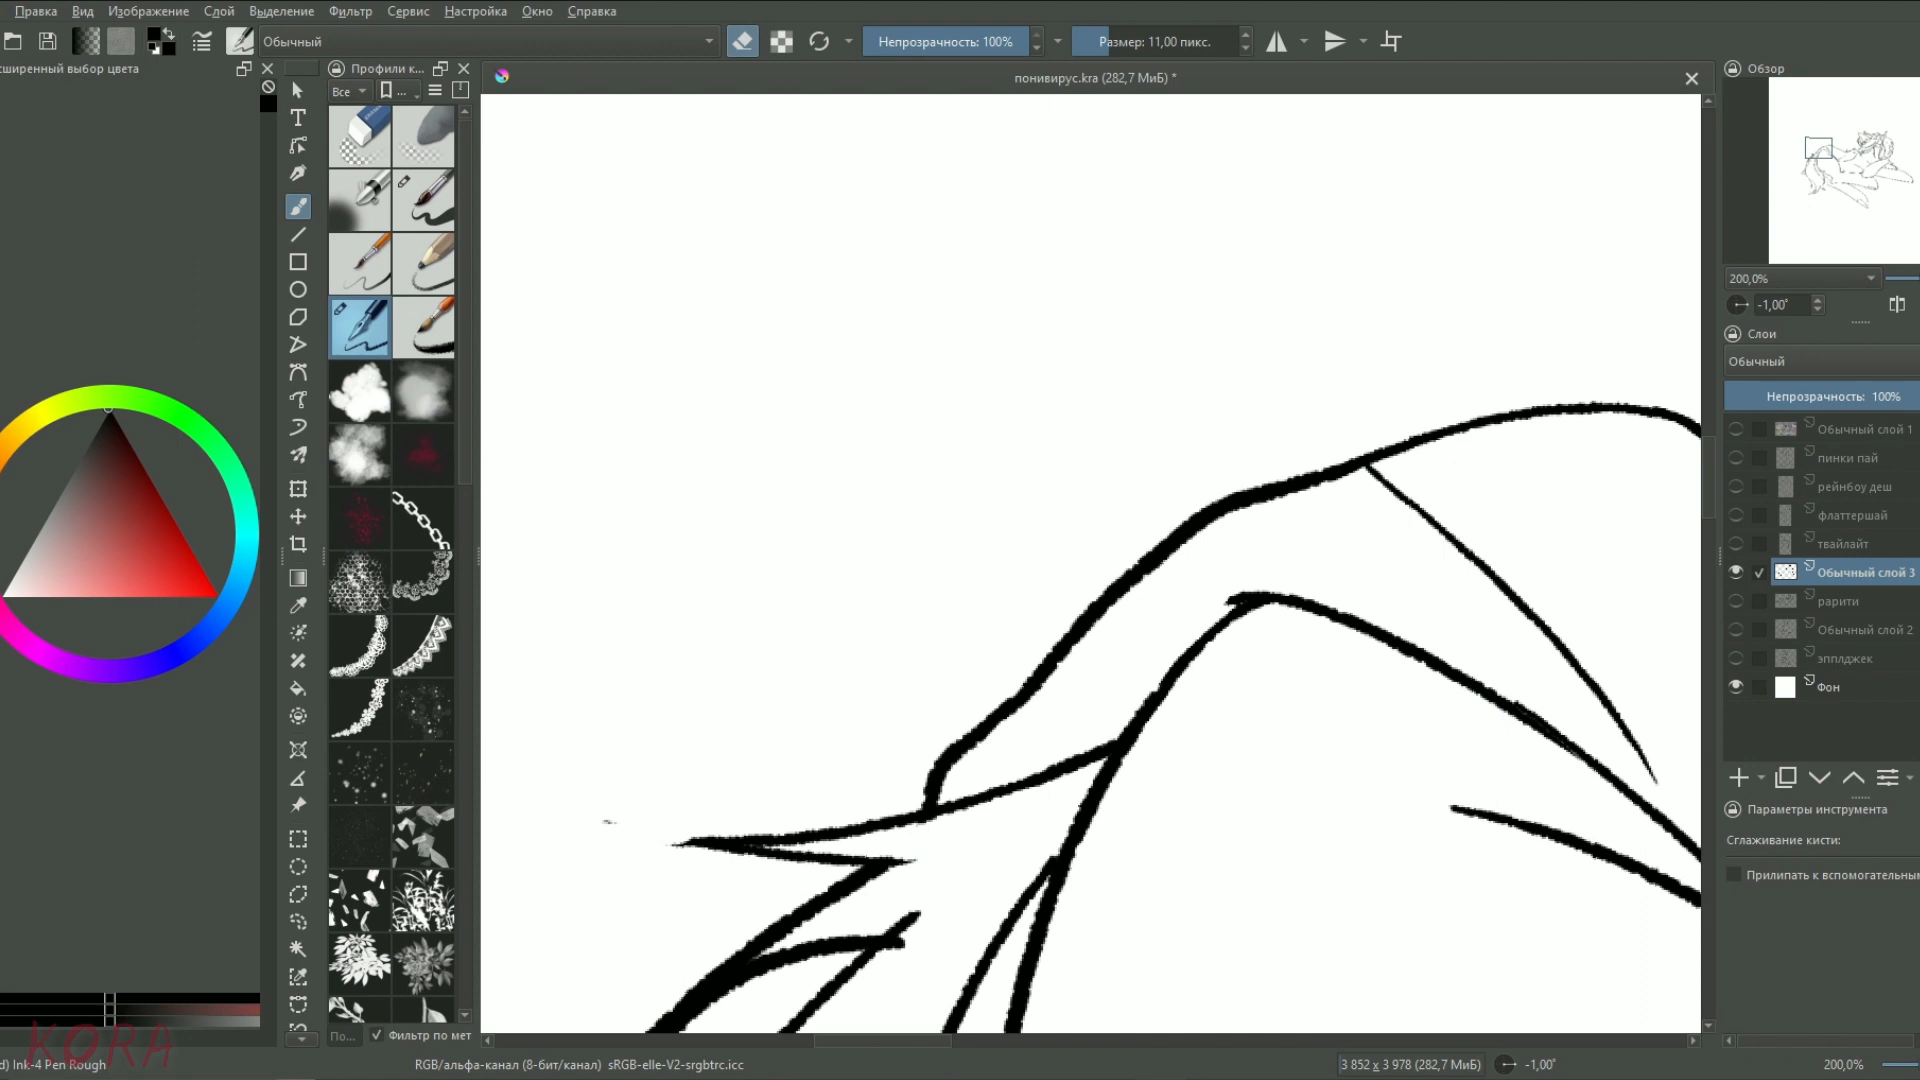 Правка Вид Изображение Слой Выделение Фильтр Сервис Настройка Окно Справка
Обычный
Непрозрачность: 100%
Размер: 11,00 пикс.
сширенный выбор цвета
Профили к...
понивирус.kra (282,7 МиБ) *
Обзор
Все
...
200,0%
-1,00°
Слои
Обычный
Непрозрачность: 100%
Обычный слой 1
пинки пай
рейнбоу деш
флаттершай
твайлайт
Обычный слой 3
рарити
Обычный слой 2
эпплджек
Фон
Параметры инструмента
Сглаживание кисти:
Прилипать к вспомогательным
По...
Фильтр по мет
KORA
d) Ink-4 Pen Rough
RGB/альфа-канал (8-бит/канал) sRGB-elle-V2-srgbtrc.icc
3 852 x 3 978 (282,7 МиБ)
-1,00°
200,0%